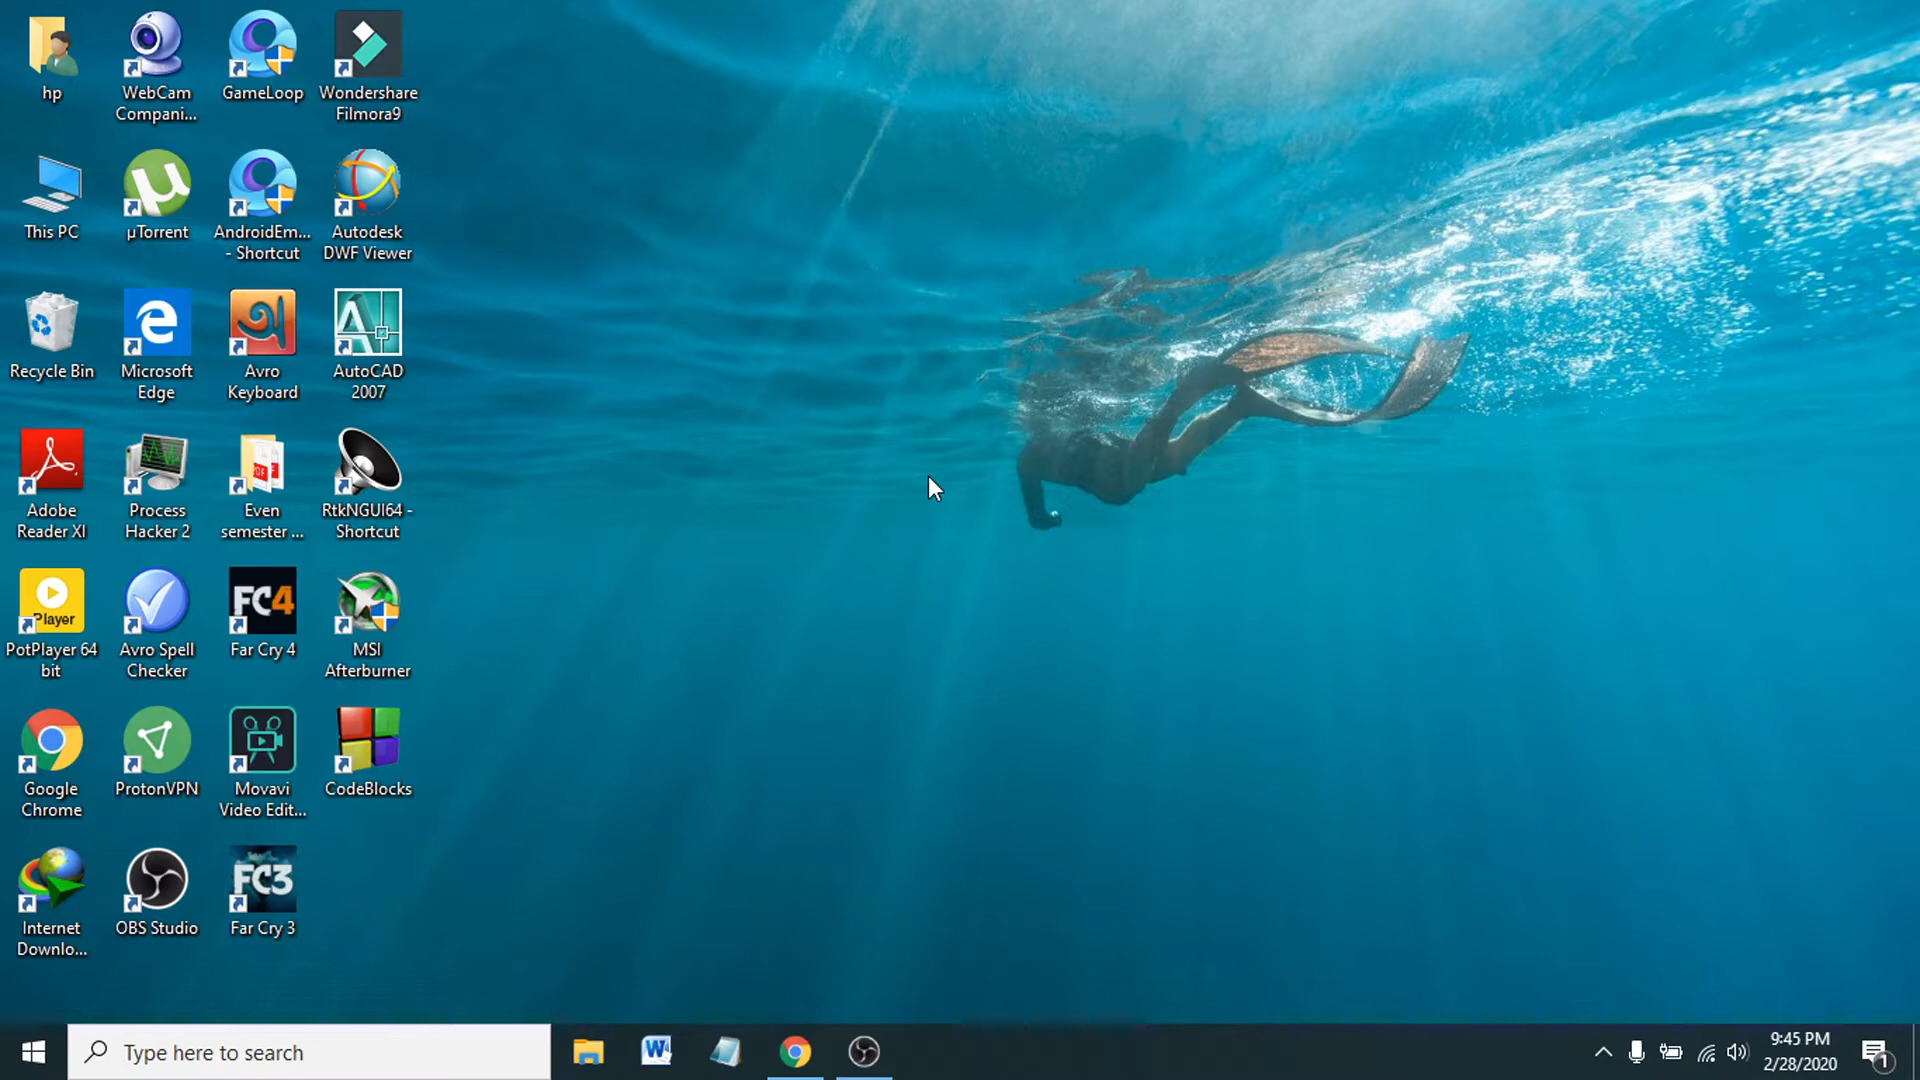 hp
WebCam
Compani...
GameLoop
Wondershare
Filmora9
This PC
µTorrent
AndroidEm...
- Shortcut
Autodesk
DWF Viewer
Recycle Bin
Microsoft
Edge
Avro
Keyboard
AutoCAD
2007
Adobe
Reader XI
Process
Hacker 2
PDF
Even
semester ...
RtkNGUI64 -
Shortcut
Player
PotPlayer 64
bit
Avro Spell
Checker
FC4
Far Cry 4
MSI
Afterburner
Google
Chrome
ProtonVPN
Movavi
Video Edit...
CodeBlocks
Internet
Downlo...
OBS Studio
FC3
Far Cry 3
Type here to search
9:45 PM
2/28/2020
1